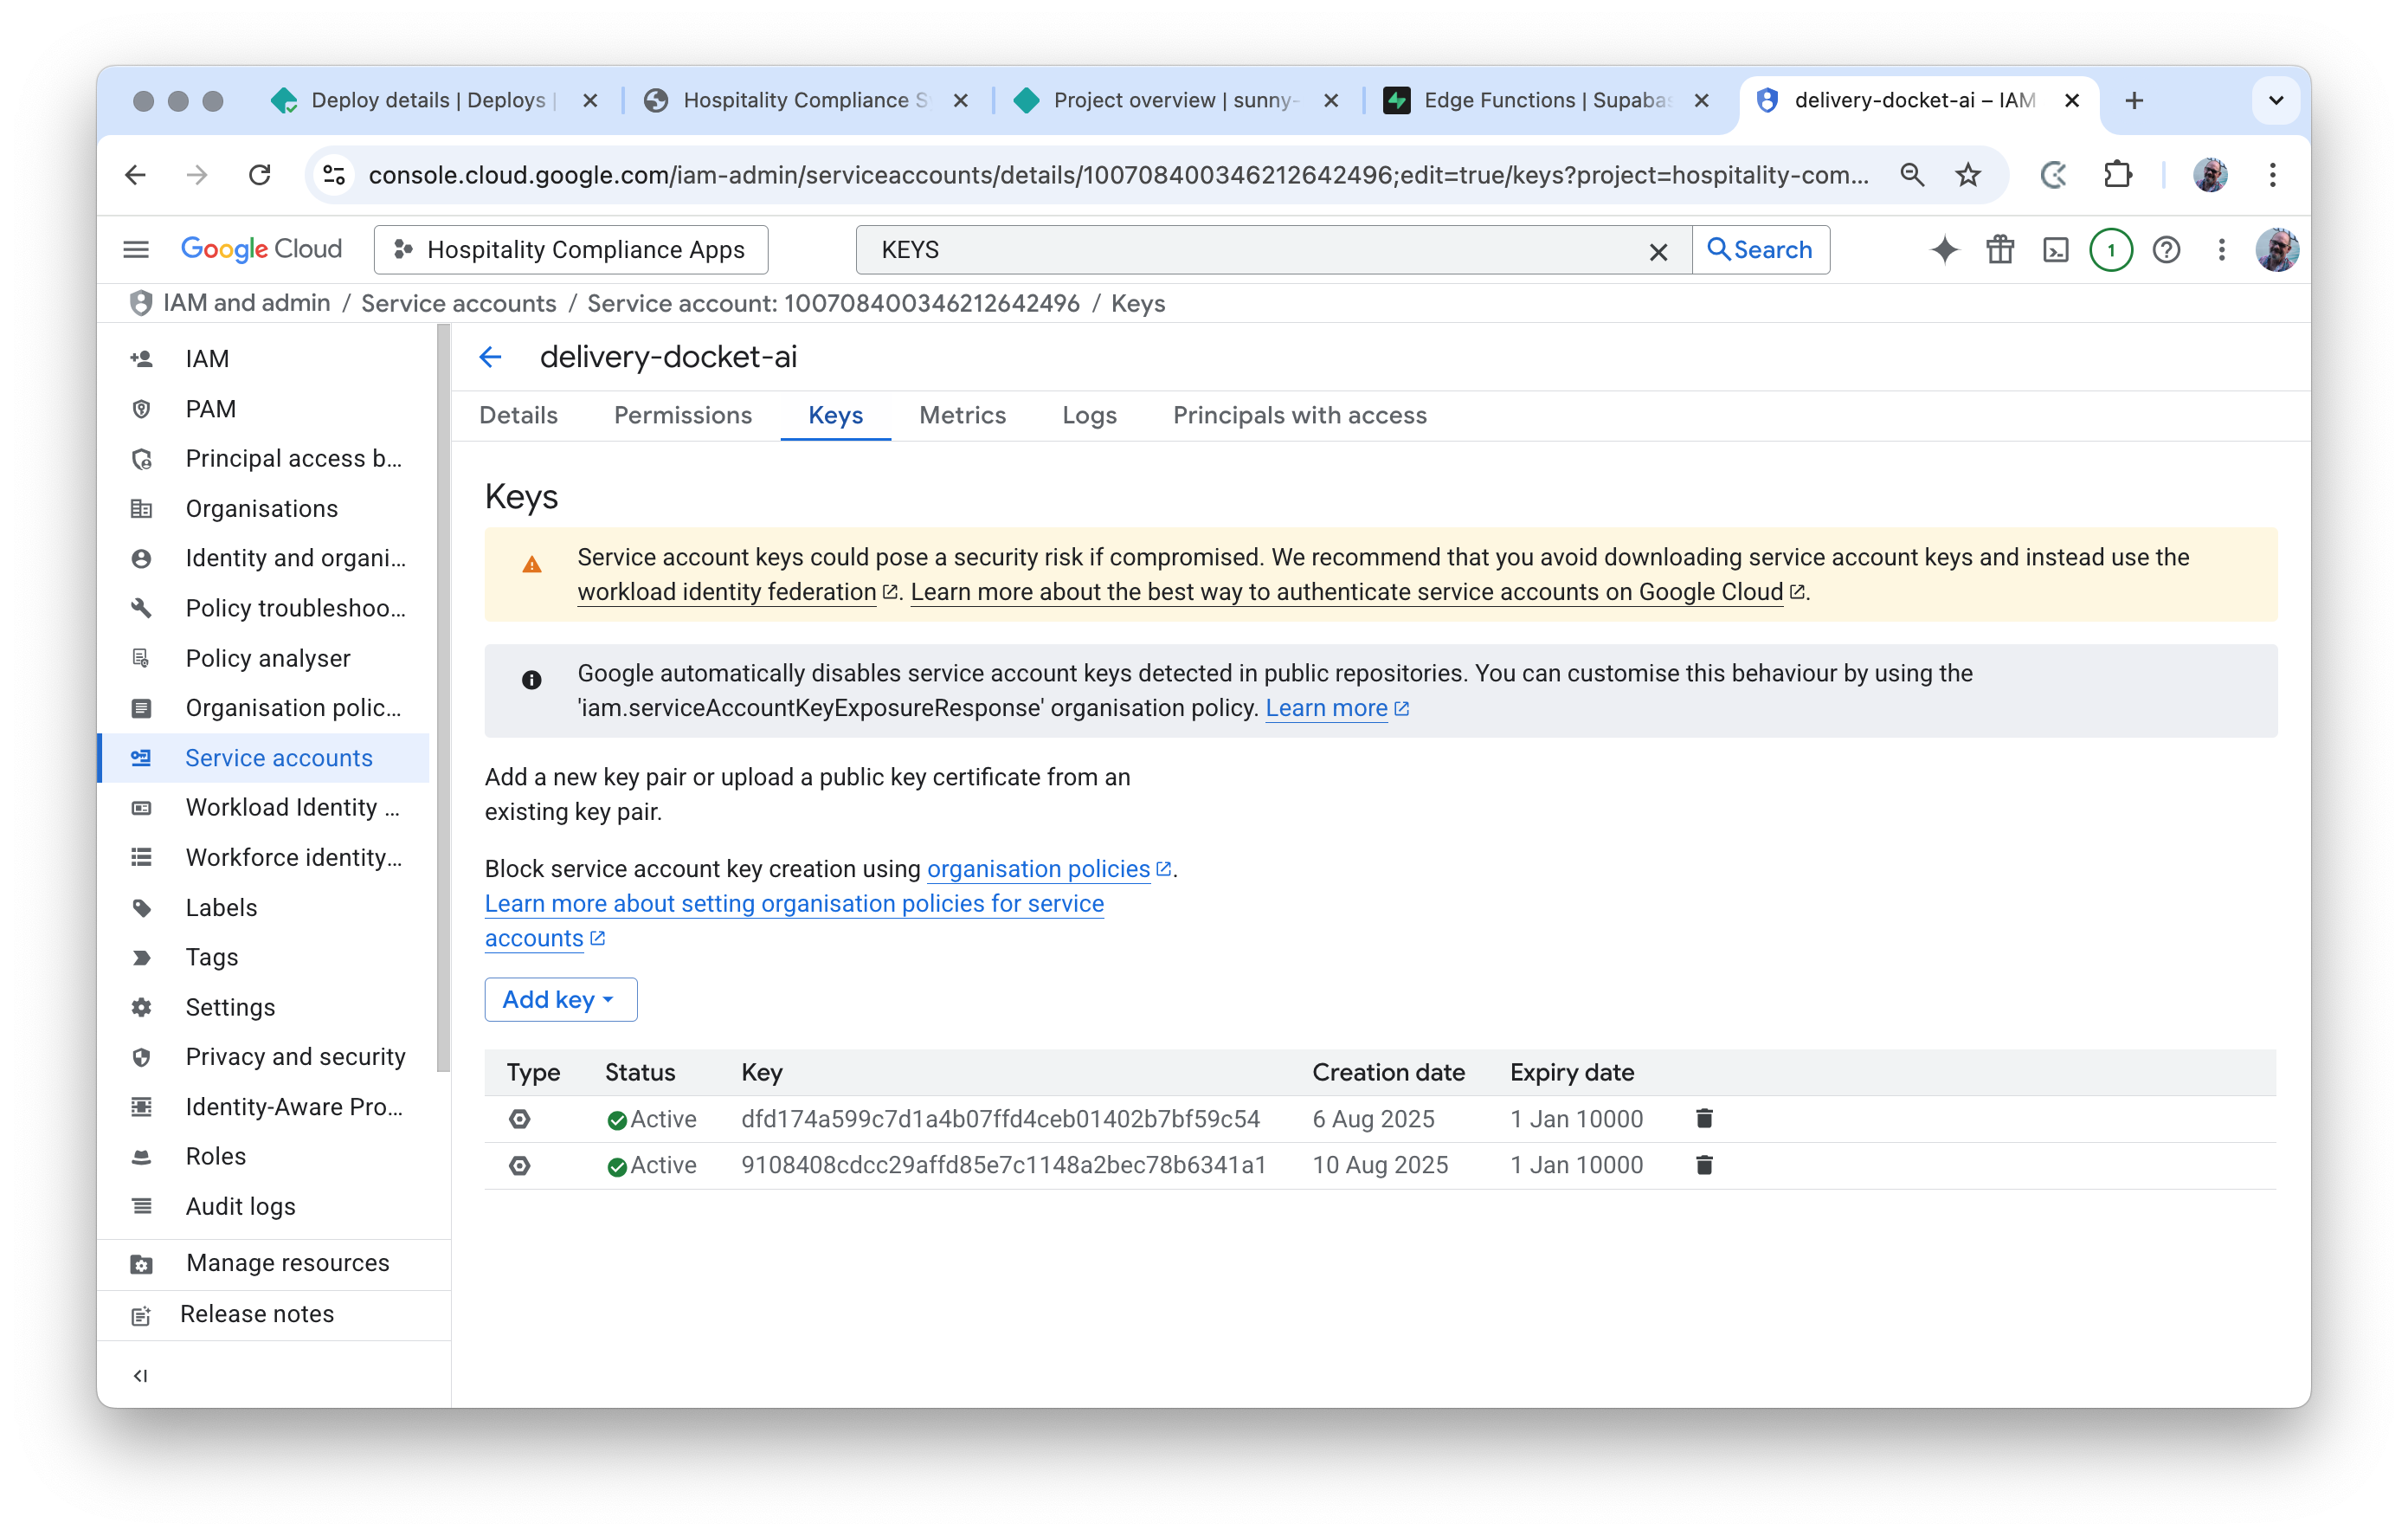 Deploy details | Deploys |
Hospitality Compliance S
Project overview | sunny-
Edge Functions | Supabas
delivery-docket-ai – IAM
console.cloud.google.com/iam-admin/serviceaccounts/details/100708400346212642496;edit=true/keys?project=hospitality-com...
Google Cloud
Hospitality Compliance Apps
KEYS
Search
1
IAM and admin / Service accounts / Service account: 100708400346212642496 / Keys
IAM
PAM
Principal access b...
Organisations
Identity and organi...
Policy troubleshoo...
Policy analyser
Organisation polic...
Service accounts
Workload Identity ...
Workforce identity...
Labels
Tags
Settings
Privacy and security
Identity-Aware Pro...
Roles
Audit logs
Manage resources
Release notes
delivery-docket-ai
Details Permissions Keys Metrics Logs Principals with access
Keys
Service account keys could pose a security risk if compromised. We recommend that you avoid downloading service account keys and instead use the
workload identity federation. Learn more about the best way to authenticate service accounts on Google Cloud.
Google automatically disables service account keys detected in public repositories. You can customise this behaviour by using the
'iam.serviceAccountKeyExposureResponse' organisation policy. Learn more
Add a new key pair or upload a public key certificate from an
existing key pair.
Block service account key creation using organisation policies.
Learn more about setting organisation policies for service
accounts
Add key
Type Status Key Creation date Expiry date
Active dfd174a599c7d1a4b07ffd4ceb01402b7bf59c54 6 Aug 2025 1 Jan 10000
Active 9108408cdcc29affd85e7c1148a2bec78b6341a1 10 Aug 2025 1 Jan 10000